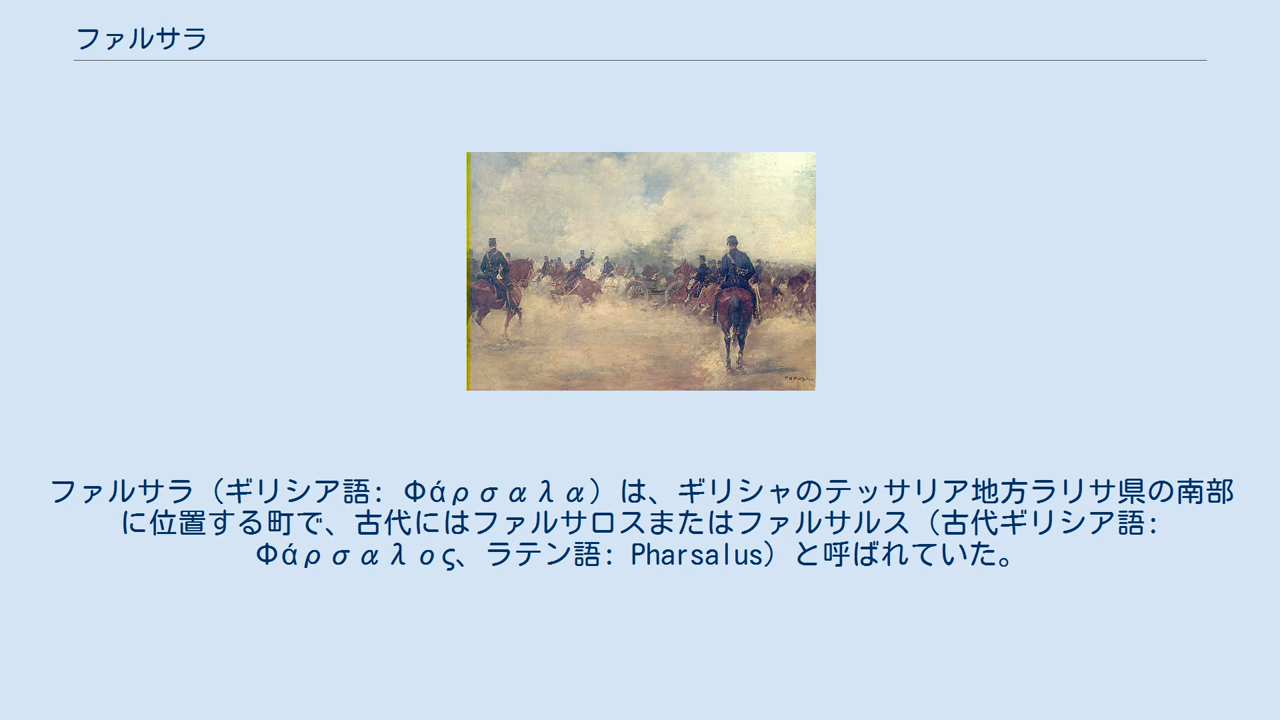 ファルサラ
ファルサラ（ギリシア語: Φάρσαλα）は、ギリシャのテッサリア地方ラリサ県の南部
に位置する町で、古代にはファルサロスまたはファルサルス（古代ギリシア語:
Φάρσαλος、ラテン語: Pharsalus）と呼ばれていた。